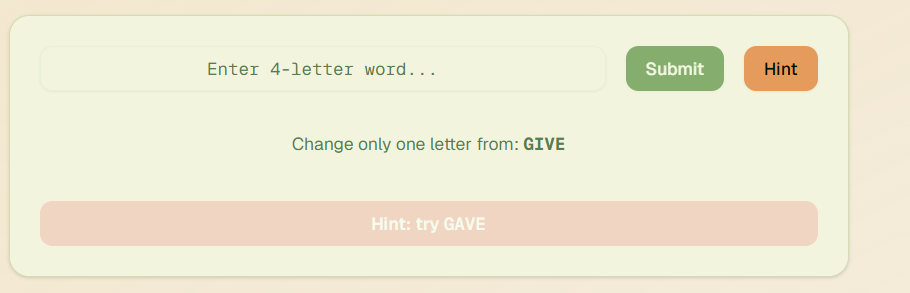 Enter 4-letter word... Submit Hint
Change only one letter from: GIVE
Hint: try GAVE